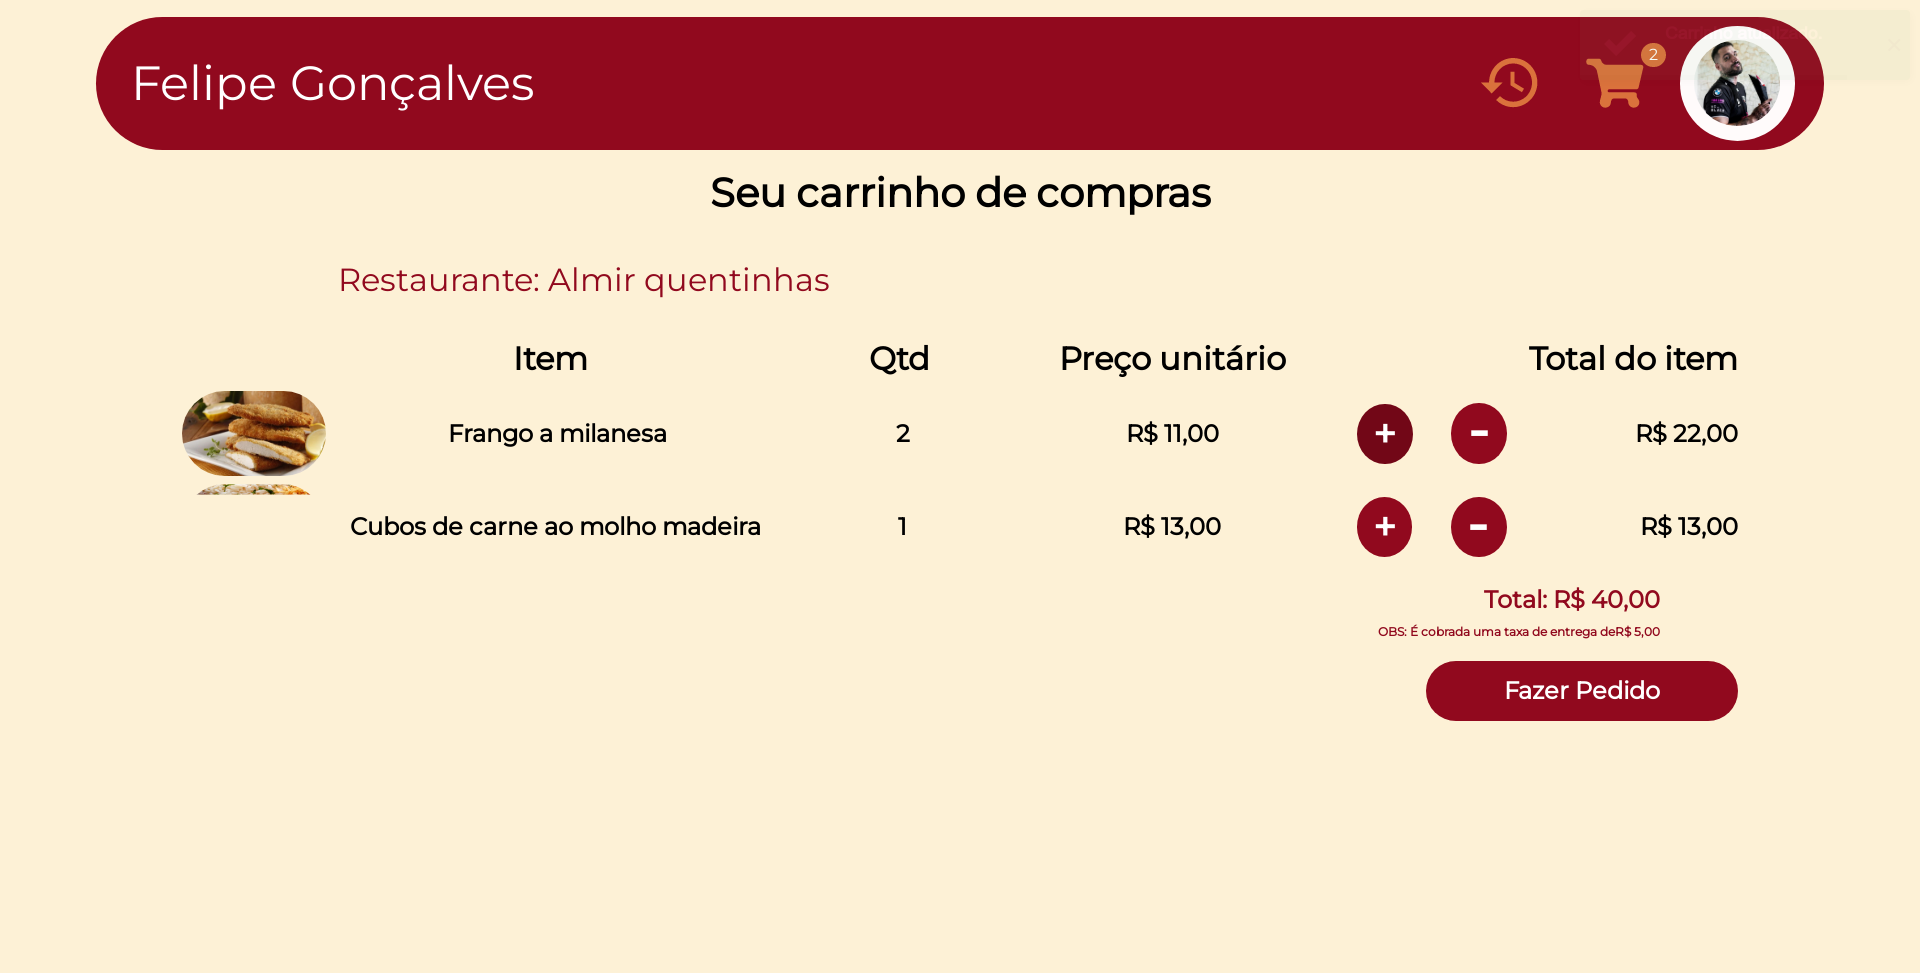 Felipe Gonçalves
2
Seu carrinho de compras
Restaurante: Almir quentinhas
Item Qtd Preço unitário Total do item
Frango a milanesa 2 R$ 11,00 + - R$ 22,00
Cubos de carne ao molho madeira 1 R$ 13,00 + - R$ 13,00
Total: R$ 40,00
OBS: É cobrada uma taxa de entrega deR$ 5,00
Fazer Pedido